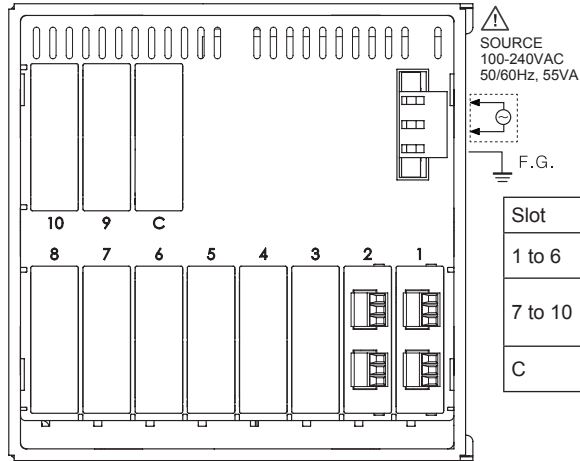 SOURCE
100-240VAC
50/60Hz, 55VA
F.G.
10 9 C
8 7 6 5 4 3 2 1
Slot
1 to 6
7 to 10
C